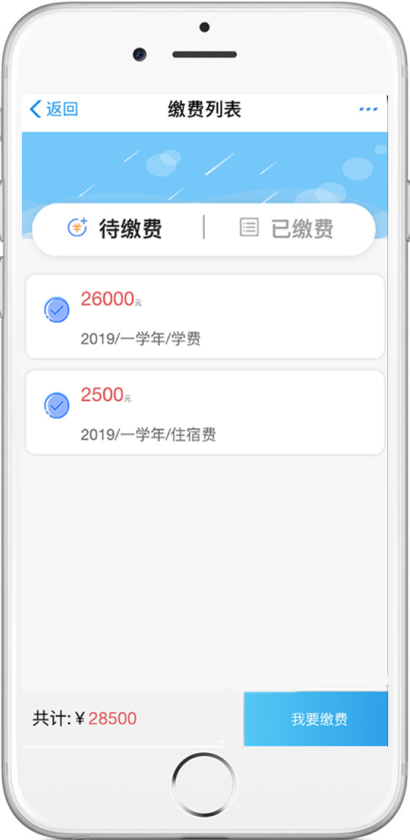 返回 缴费列表
待缴费 | 已缴费
26000元
2019/一学年/学费
2500元
2019/一学年/住宿费
共计:￥28500 我要缴费